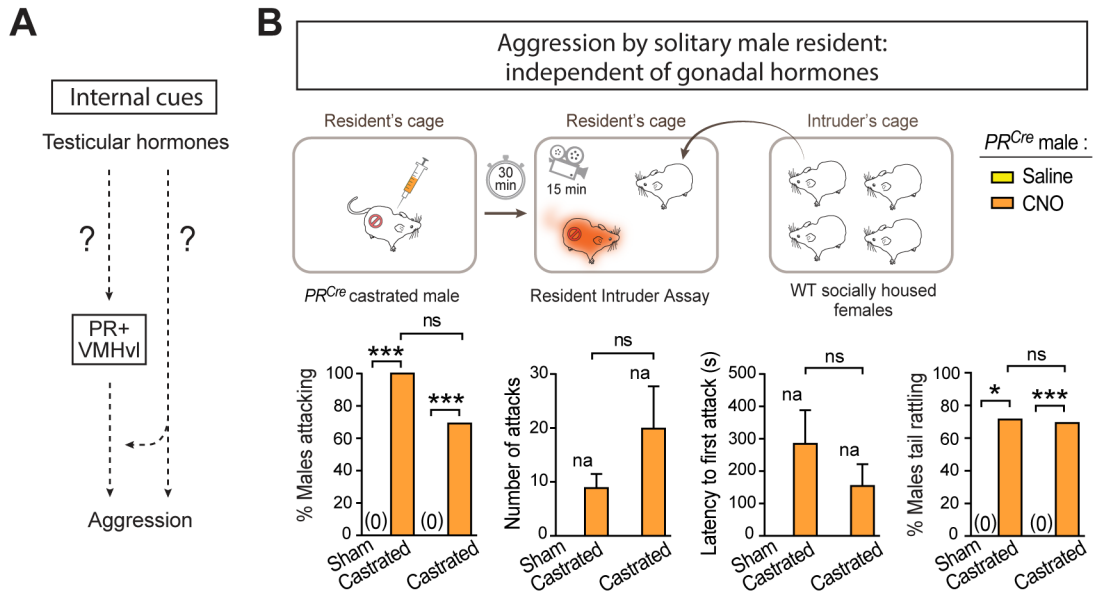 A
Internal cues
Testicular hormones
?
?
PR+
VMHvl
Aggression
B
Aggression by solitary male resident:
independent of gonadal hormones
Resident's cage
Resident's cage
Intruder's cage
30
min
15 min
PRCre male :
Saline
CNO
PRCre castrated male
Resident Intruder Assay
WT socially housed
females
% Males attacking
100
80
60
40
20
0
***
***
ns
(0)
(0)
Sham
Castrated
Castrated
Number of attacks
30
20
10
0
na
na
ns
Sham
Castrated
Castrated
Latency to first attack (s)
500
400
300
200
100
0
na
na
ns
Sham
Castrated
Castrated
% Males tail rattling
100
80
60
40
20
0
*
***
ns
(0)
(0)
Sham
Castrated
Castrated